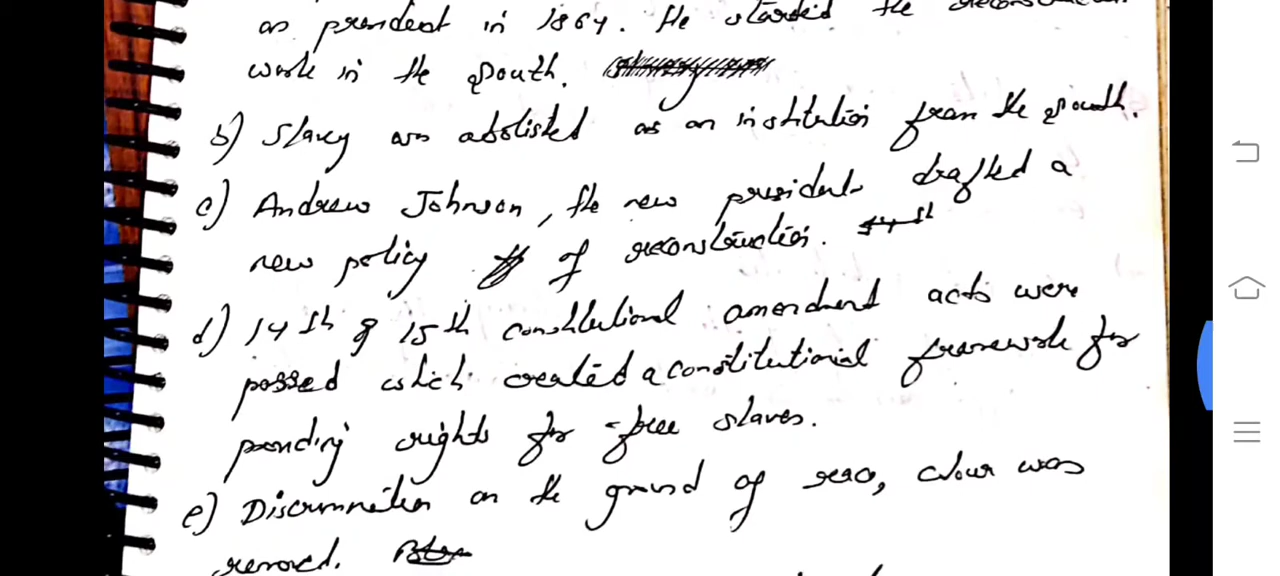 as president in 1864. He started the reconstruction
work in the South.
b) Slavry was abolished as an institution from the South.
c) Andrew Johnson, the new president drafted a
new policy of reconstruction.
d) 14th & 15th constitutional amendment acts were
passed which created a constitutional framework for
providing rights for free slaves.
e) Discrimination on the ground of race, colour was
removed.